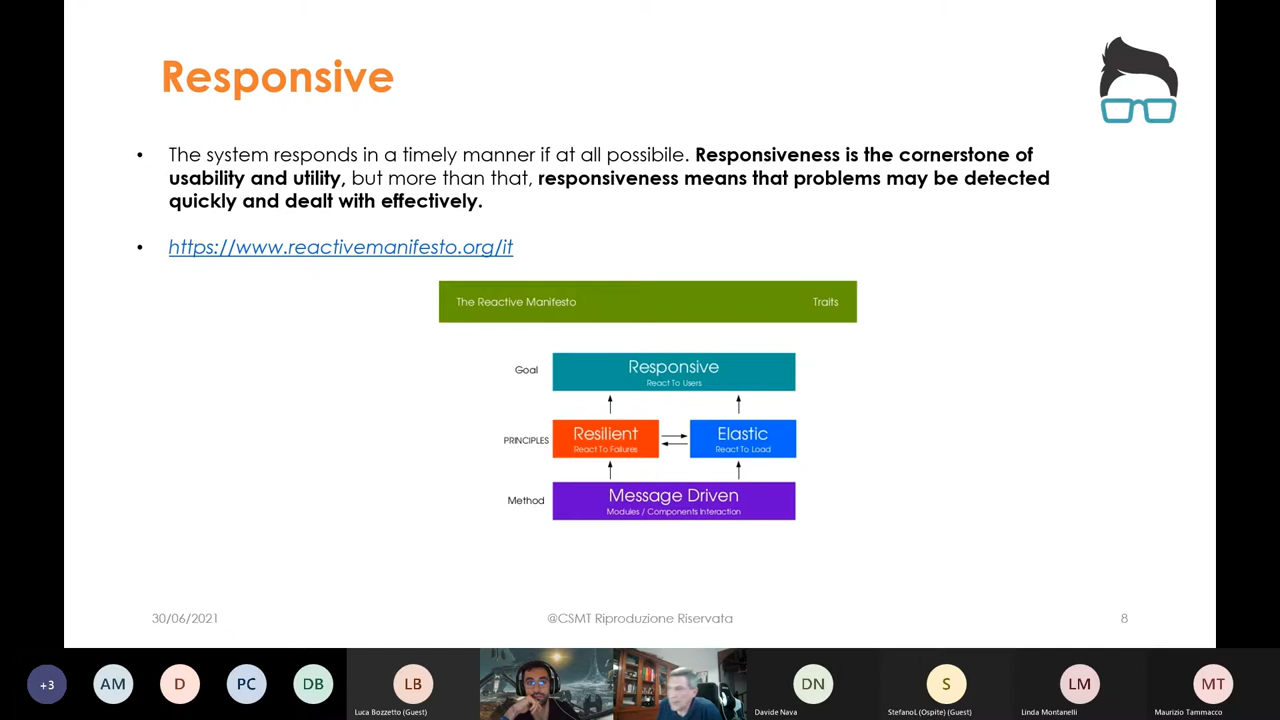 Responsive
• The system responds in a timely manner if at all possibile. Responsiveness is the cornerstone of
usability and utility, but more than that, responsiveness means that problems may be detected
quickly and dealt with effectively.
• https://www.reactivemanifesto.org/it
The Reactive Manifesto Traits
Goal
Responsive
React To Users
PRINCIPLES
Resilient
React To Failures
Elastic
React To Load
Method
Message Driven
Modules / Components Interaction
30/06/2021 @CSMT Riproduzione Riservata 8
+3 AM D PC DB LB DN S LM MT
Luca Bozzetto (Guest) Davide Nava StefanoL (Ospite) (Guest) Linda Montanelli Maurizio Tammacco